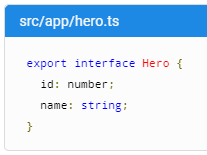 src/app/hero.ts
export interface Hero {
  id: number;
  name: string;
}